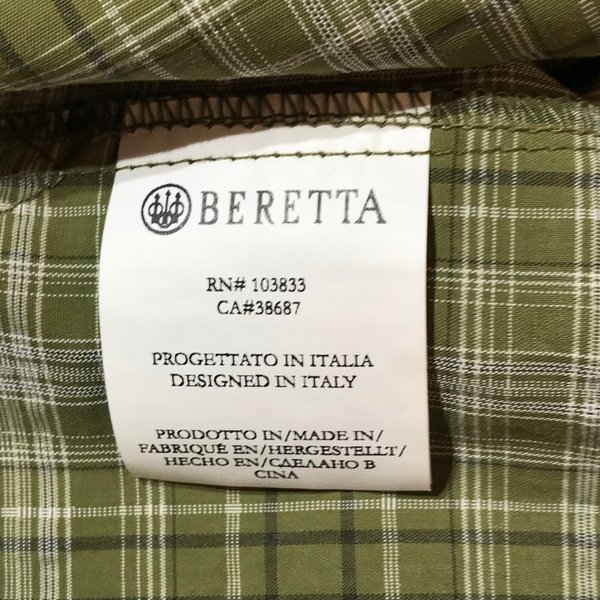 BERETTA
RN# 103833
CA#38687
PROGETTATO IN ITALIA
DESIGNED IN ITALY
PRODOTTO IN/MADE IN/
FABRIQUÉ EN/HERGESTELLT/
HECHO EN/СДЕЛАНО В
CINA